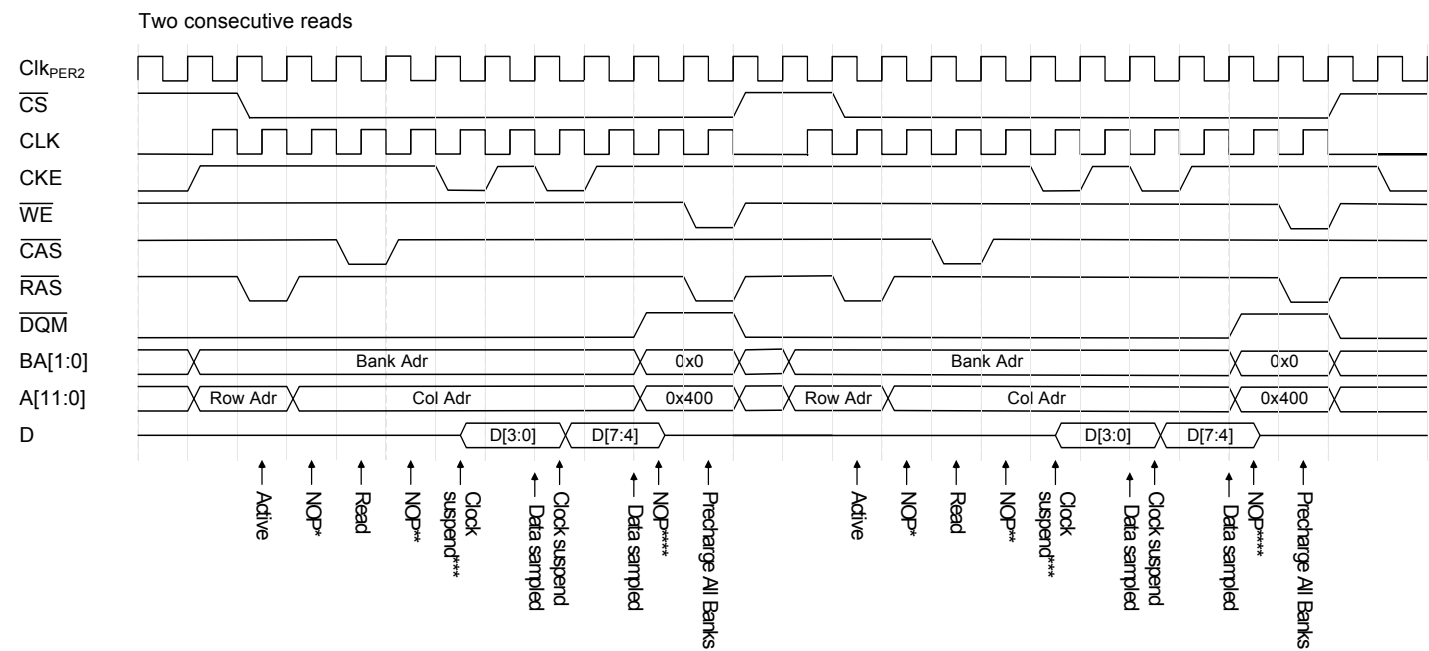 Two consecutive reads
ClkPER2
CS
CLK
CKE
WE
CAS
RAS
DQM
BA[1:0] Bank Adr 0x0 Bank Adr 0x0
A[11:0] Row Adr Col Adr 0x400 Row Adr Col Adr 0x400
D D[3:0] D[7:4] D[3:0] D[7:4]
Active
NOP*
Read
NOP**
Clock
suspend***
Data sampled
Clock suspend
Data sampled
NOP****
Precharge All Banks
Active
NOP*
Read
NOP**
Clock
suspend***
Data sampled
Clock suspend
Data sampled
NOP****
Precharge All Banks